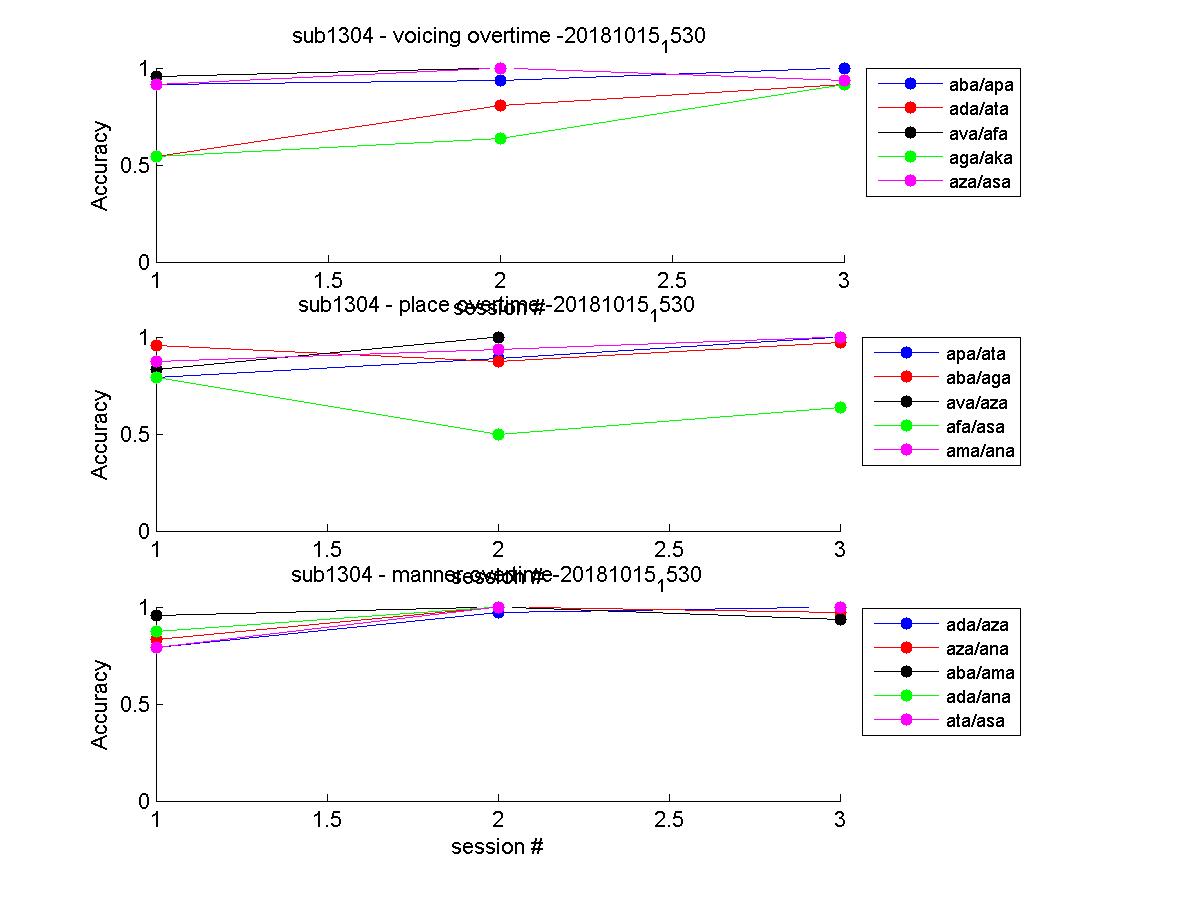 sub1304 - voicing overtime -20181015₁530
1
0.5
0
Accuracy
1 1.5 2 2.5 3
session #
aba/apa
ada/ata
ava/afa
aga/aka
aza/asa
sub1304 - place overtime -20181015₁530
1
0.5
0
Accuracy
1 1.5 2 2.5 3
session #
apa/ata
aba/aga
ava/aza
afa/asa
ama/ana
sub1304 - manner overtime-20181015₁530
1
0.5
0
Accuracy
1 1.5 2 2.5 3
session #
ada/aza
aza/ana
aba/ama
ada/ana
ata/asa